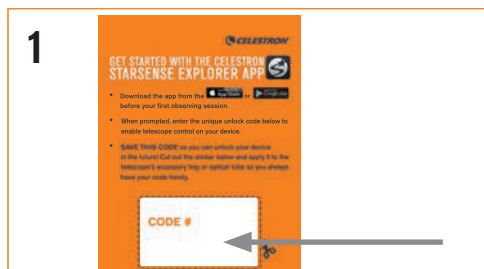 1
CELESTRON
GET STARTED WITH THE CELESTRON
STARSENSE EXPLORER APP
• Download the app from the App Store or Google play
before your first observing session.
• When prompted, enter the unique unlock code below to
enable telescope control on your device.
• SAVE THIS CODE so you can unlock your device
in the future! Cut out the sticker below and apply it to the
telescope's accessory tray or optical tube so you always
have your code handy.
CODE #